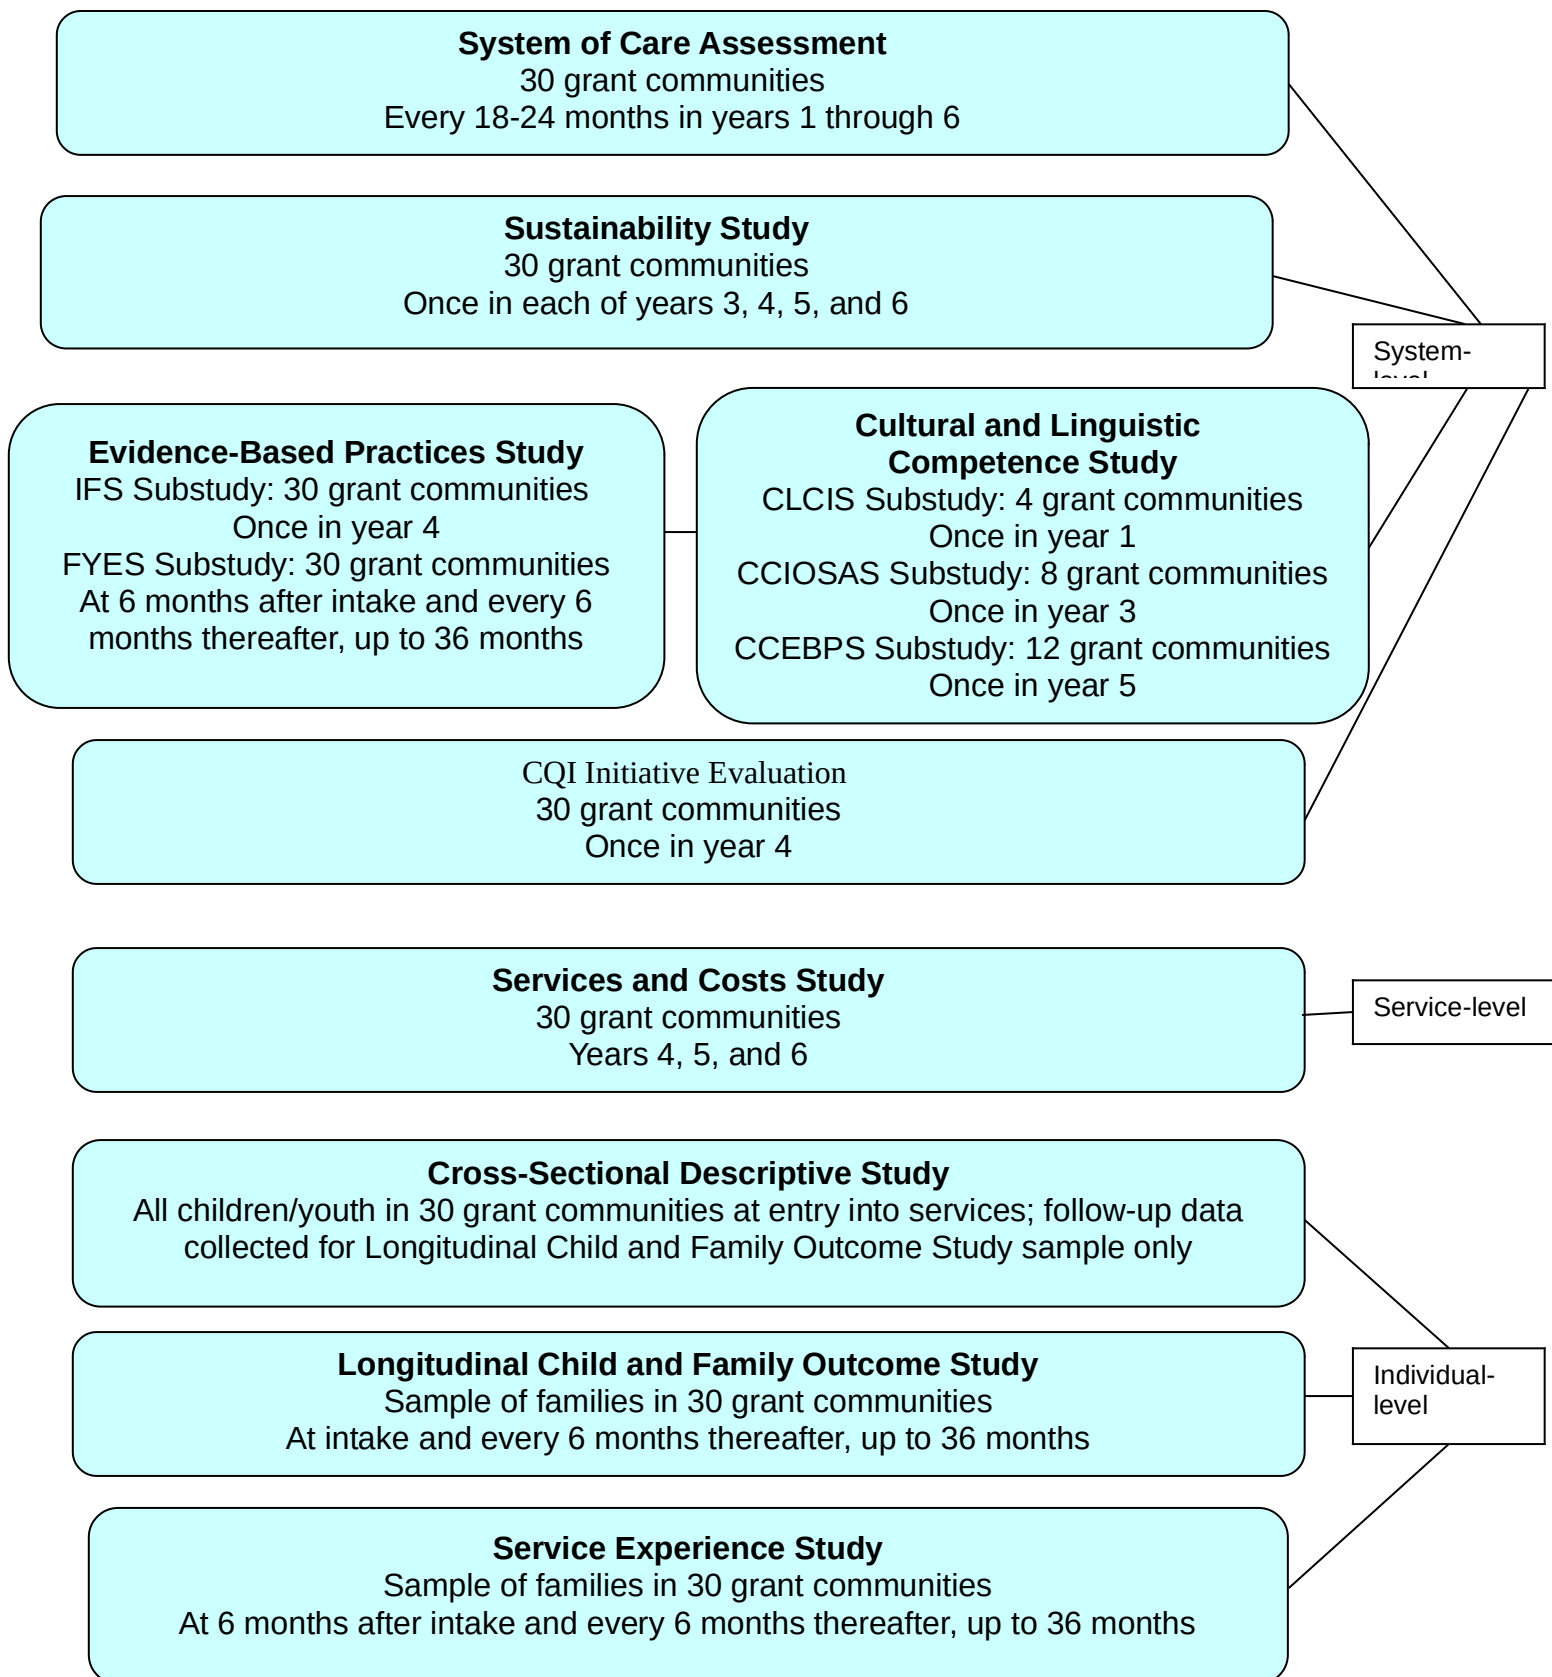 System of Care Assessment
30 grant communities
Every 18-24 months in years 1 through 6
Sustainability Study
30 grant communities
Once in each of years 3, 4, 5, and 6
System-
level
Evidence-Based Practices Study
IFS Substudy: 30 grant communities
Once in year 4
FYES Substudy: 30 grant communities
At 6 months after intake and every 6
months thereafter, up to 36 months
Cultural and Linguistic
Competence Study
CLCIS Substudy: 4 grant communities
Once in year 1
CCIOSAS Substudy: 8 grant communities
Once in year 3
CCEBPS Substudy: 12 grant communities
Once in year 5
CQI Initiative Evaluation
30 grant communities
Once in year 4
Services and Costs Study
30 grant communities
Years 4, 5, and 6
Service-level
Cross-Sectional Descriptive Study
All children/youth in 30 grant communities at entry into services; follow-up data
collected for Longitudinal Child and Family Outcome Study sample only
Longitudinal Child and Family Outcome Study
Sample of families in 30 grant communities
At intake and every 6 months thereafter, up to 36 months
Individual-
level
Service Experience Study
Sample of families in 30 grant communities
At 6 months after intake and every 6 months thereafter, up to 36 months